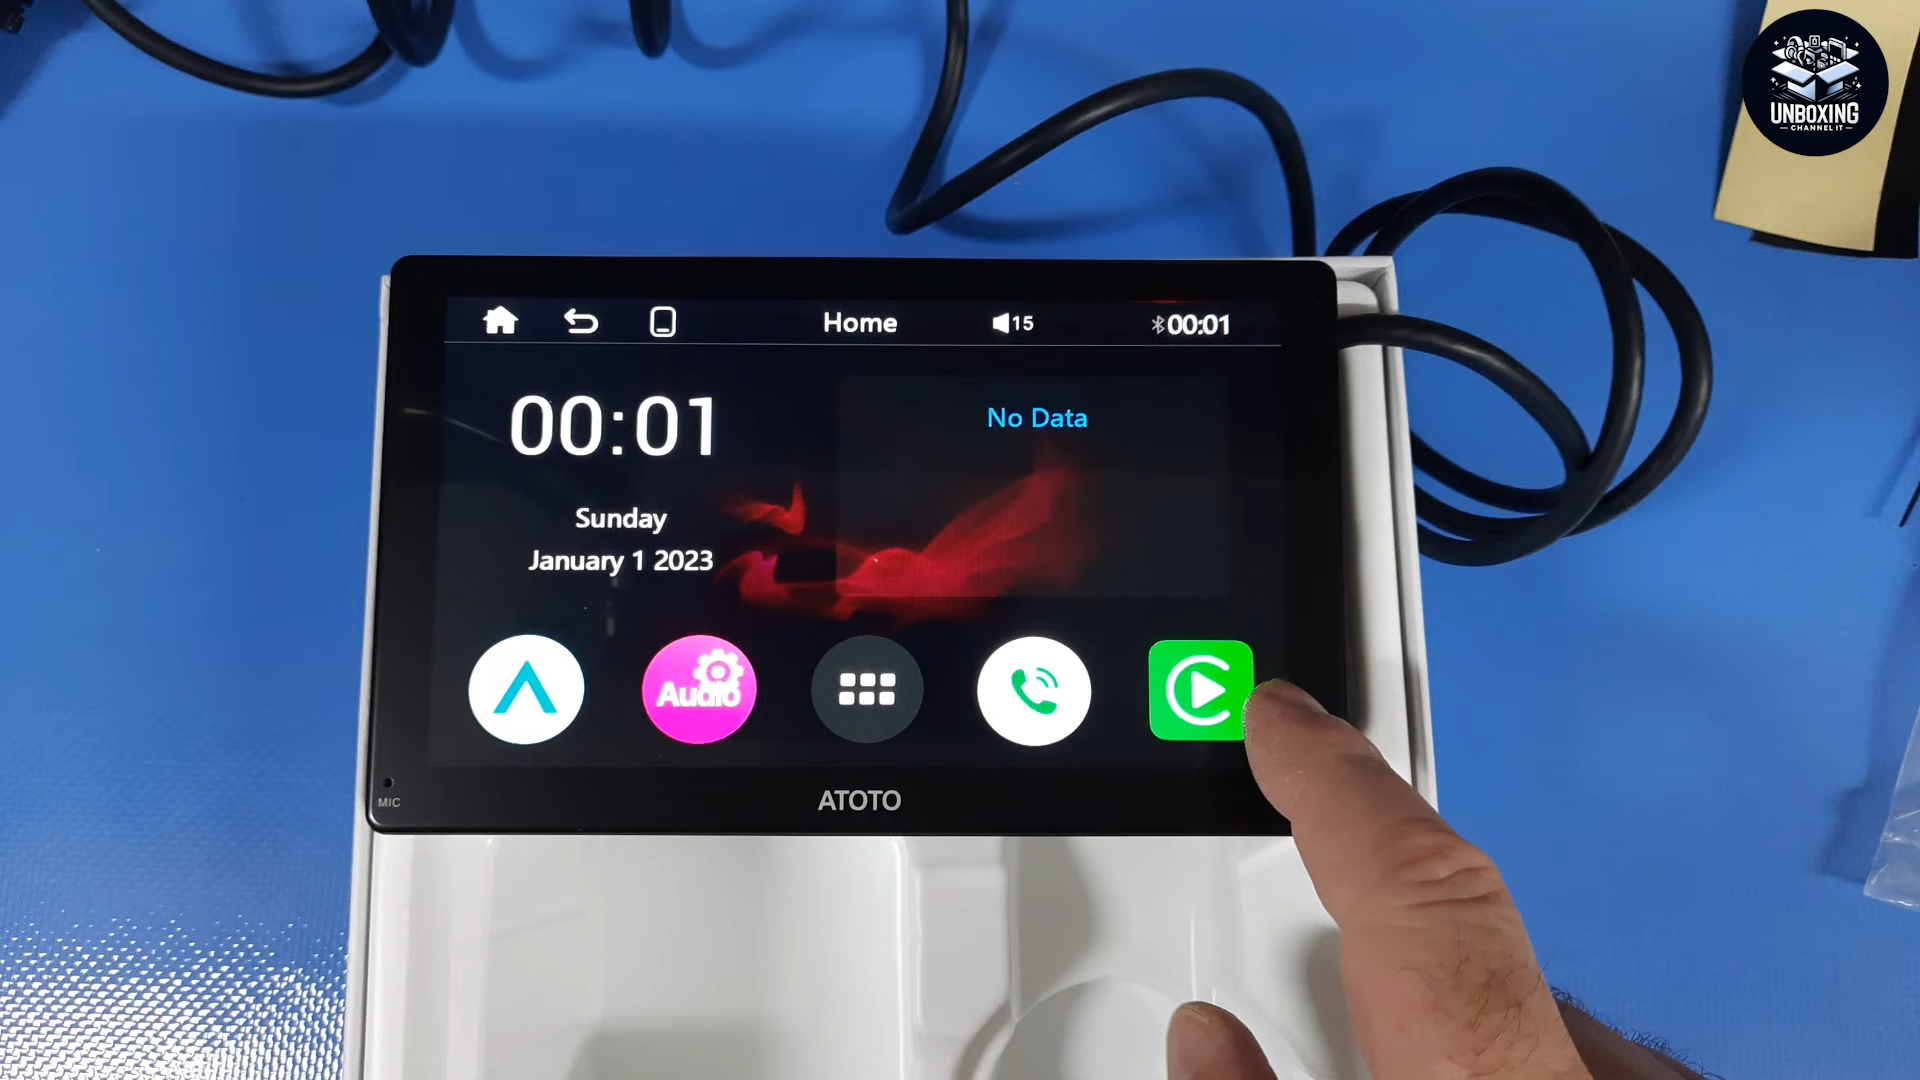 UNBOXING
CHANNEL IT
Home
15
00:01
00:01
No Data
Sunday
January 1 2023
Audio
MIC
ATOTO